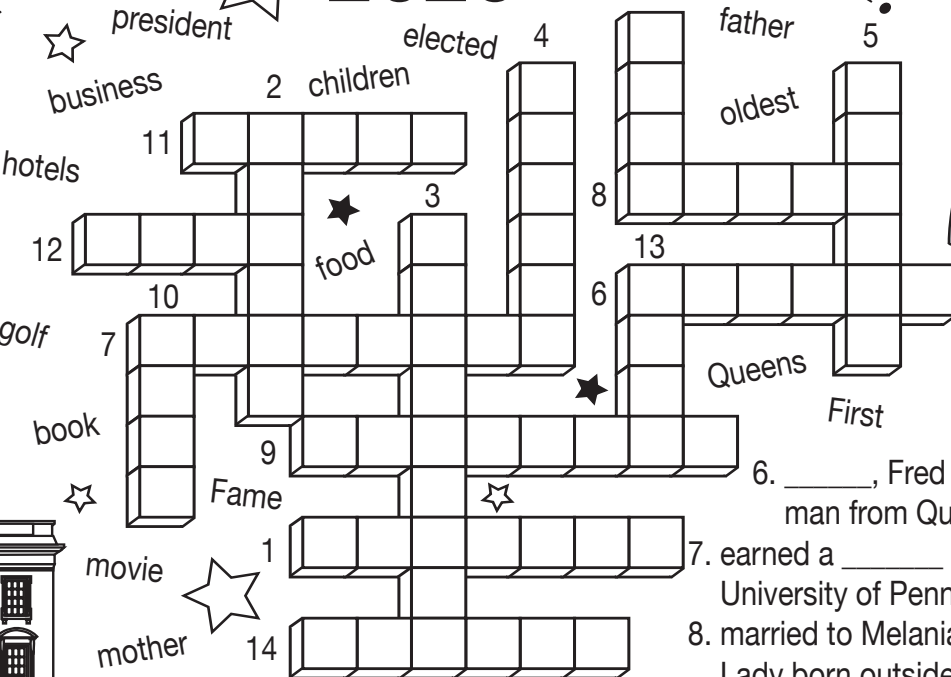 president
elected
4
father
5
business
2
children
oldest
11
hotels
3
8
12
food
13
10
6
golf
7
Queens
First
book
9
6. ______, Fred
Fame
man from Qu
1
7. earned a _______
movie
University of Penn
mother
14
8. married to Melania
Lady born outside